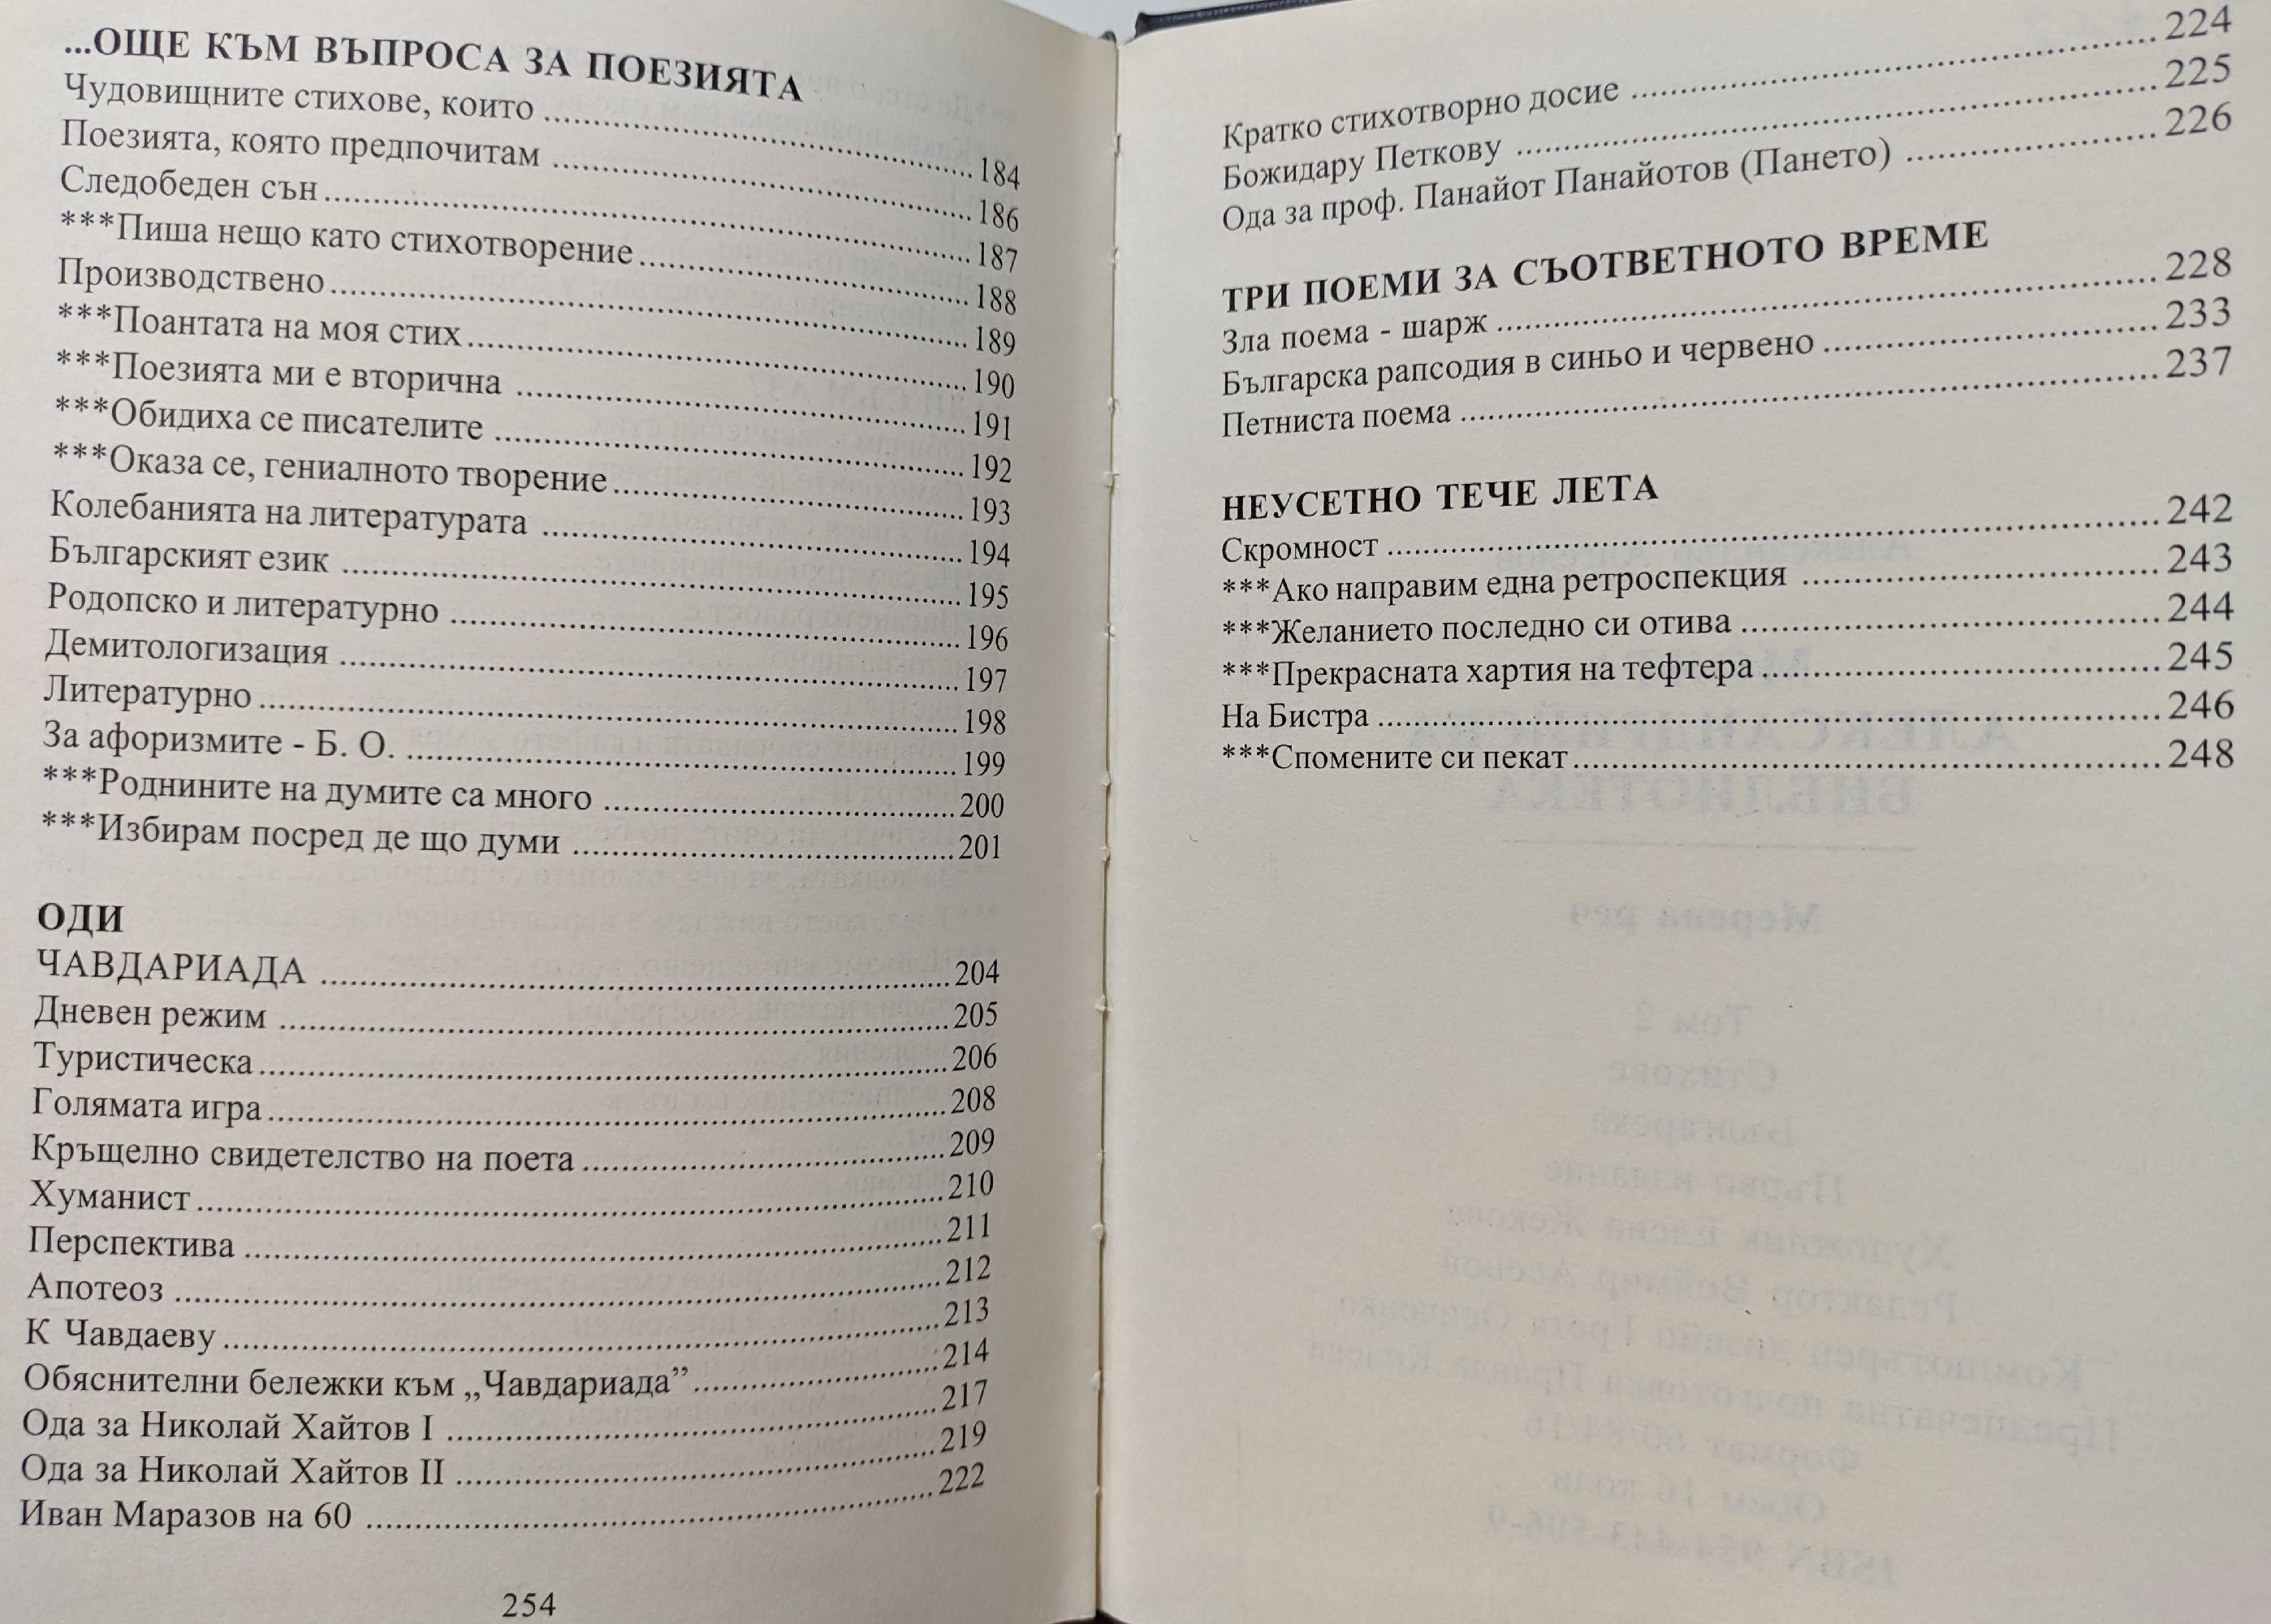 ...ОЩЕ КЪМ ВЪПРОСА ЗА ПОЕЗИЯТА
Чудовищните стихове, които ........ 184
Поезията, която предпочитам ........ 186
Следобеден сън ........ 187
***Пиша нещо като стихотворение ........ 188
Производствено ........ 189
***Поантата на моя стих ........ 190
***Поезията ми е вторична ........ 191
***Обидиха се писателите ........ 192
***Оказа се, гениалното творение ........ 193
Колебанията на литературата ........ 194
Българският език ........ 195
Родопско и литературно ........ 196
Демитологизация ........ 197
Литературно ........ 198
За афоризмите - Б. О. ........ 199
***Роднините на думите са много ........ 200
***Избирам посред де що думи ........ 201
ОДИ
ЧАВДАРИАДА ........ 204
Дневен режим ........ 205
Туристическа ........ 206
Голямата игра ........ 208
Кръщелно свидетелство на поета ........ 209
Хуманист ........ 210
Перспектива ........ 211
Апотеоз ........ 212
К Чавдаеву ........ 213
Обяснителни бележки към „Чавдариада” ........ 214
Ода за Николай Хайтов I ........ 217
Ода за Николай Хайтов II ........ 219
Иван Маразов на 60 ........ 222
254
Кратко стихотворно досие ........ 224
Божидару Петкову ........ 225
Ода за проф. Панайот Панайотов (Пането) ........ 226
ТРИ ПОЕМИ ЗА СЪОТВЕТНОТО ВРЕМЕ
Зла поема - шарж ........ 228
Българска рапсодия в синьо и червено ........ 233
Петниста поема ........ 237
НЕУСЕТНО ТЕЧЕ ЛЕТА
Скромност ........ 242
***Ако направим една ретроспекция ........ 243
***Желанието последно си отива ........ 244
***Прекрасната хартия на тефтера ........ 245
На Бистра ........ 246
***Спомените си пекат ........ 248